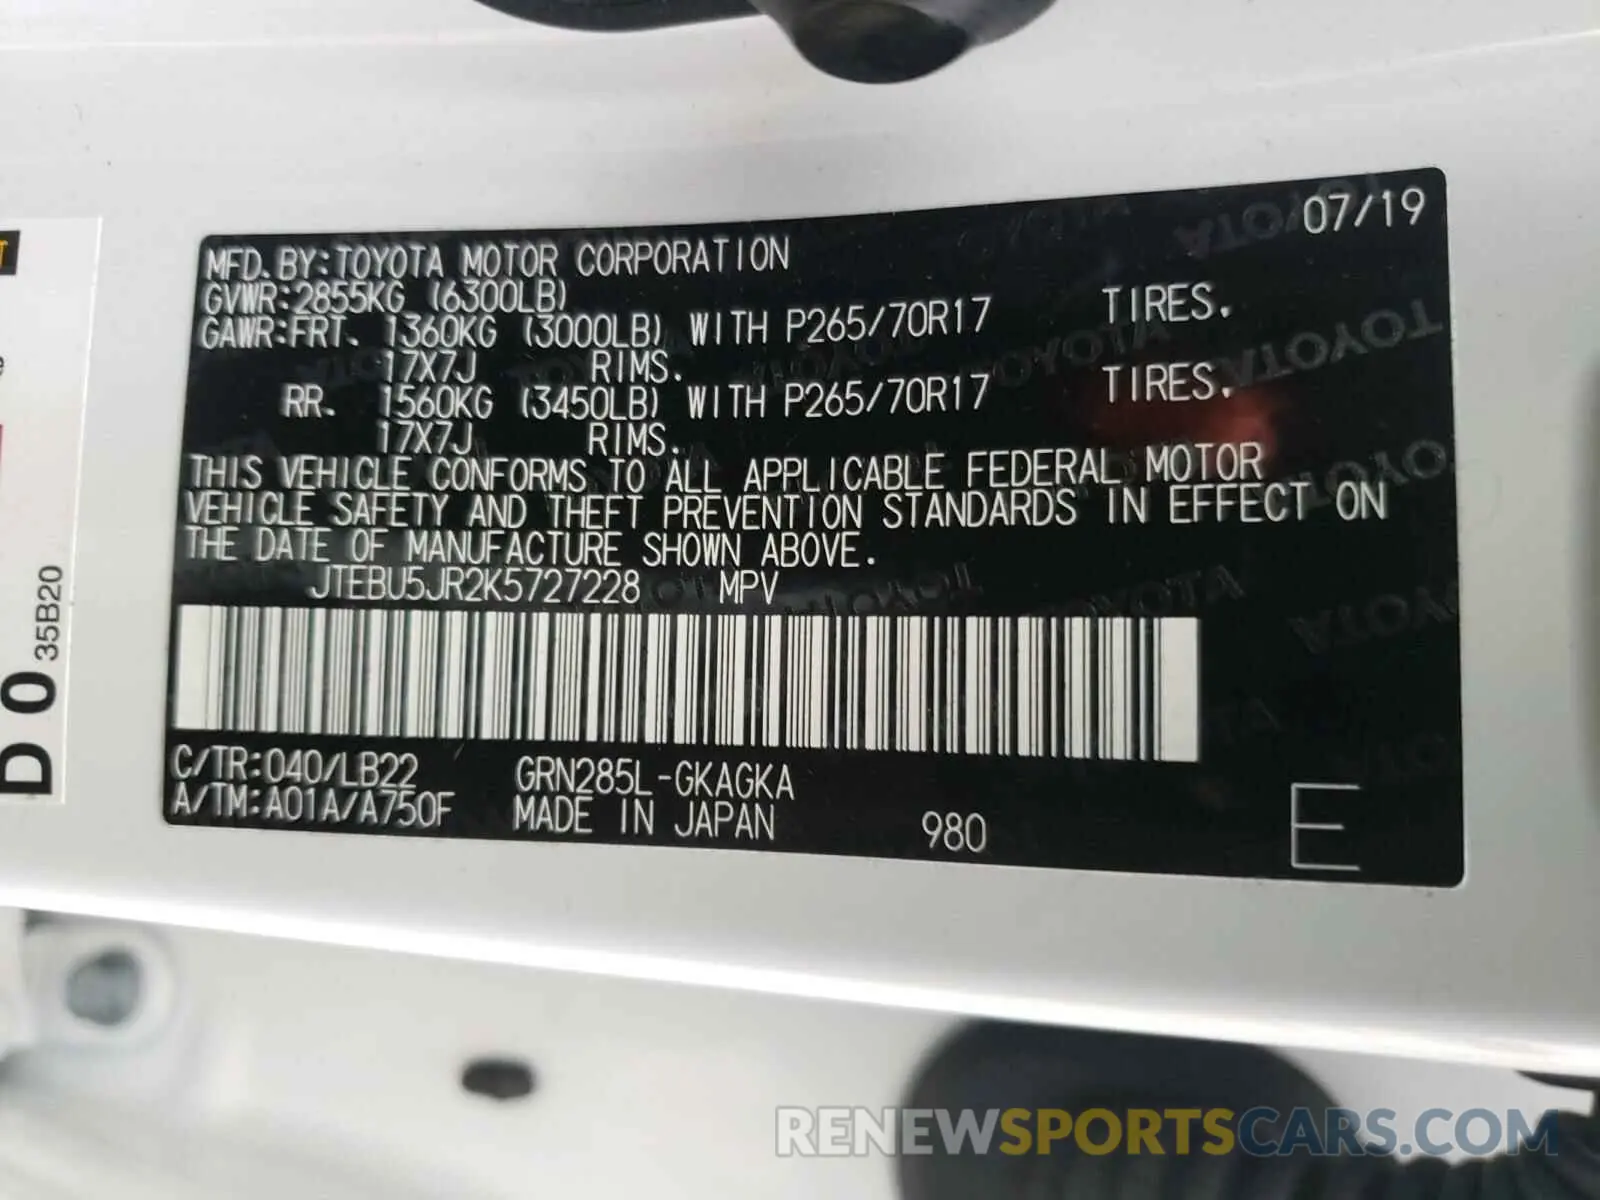 07/19
MFD. BY: TOYOTA MOTOR CORPORATION
GVWR: 2855KG (6300LB)
GAWR: FRT. 1360KG (3000LB) WITH P265/70R17 TIRES.
17X7J RIMS.
RR. 1560KG (3450LB) WITH P265/70R17 TIRES.
17X7J RIMS.
THIS VEHICLE CONFORMS TO ALL APPLICABLE FEDERAL MOTOR
VEHICLE SAFETY AND THEFT PREVENTION STANDARDS IN EFFECT ON
THE DATE OF MANUFACTURE SHOWN ABOVE.
JTEBU5JR2K5727228 MPV
C/TR: 040/LB22 GRN285L-GKAGKA
A/TM: A01A/A750F MADE IN JAPAN 980 E
D 0 35B20
RENEWSPORTSCARS.COM